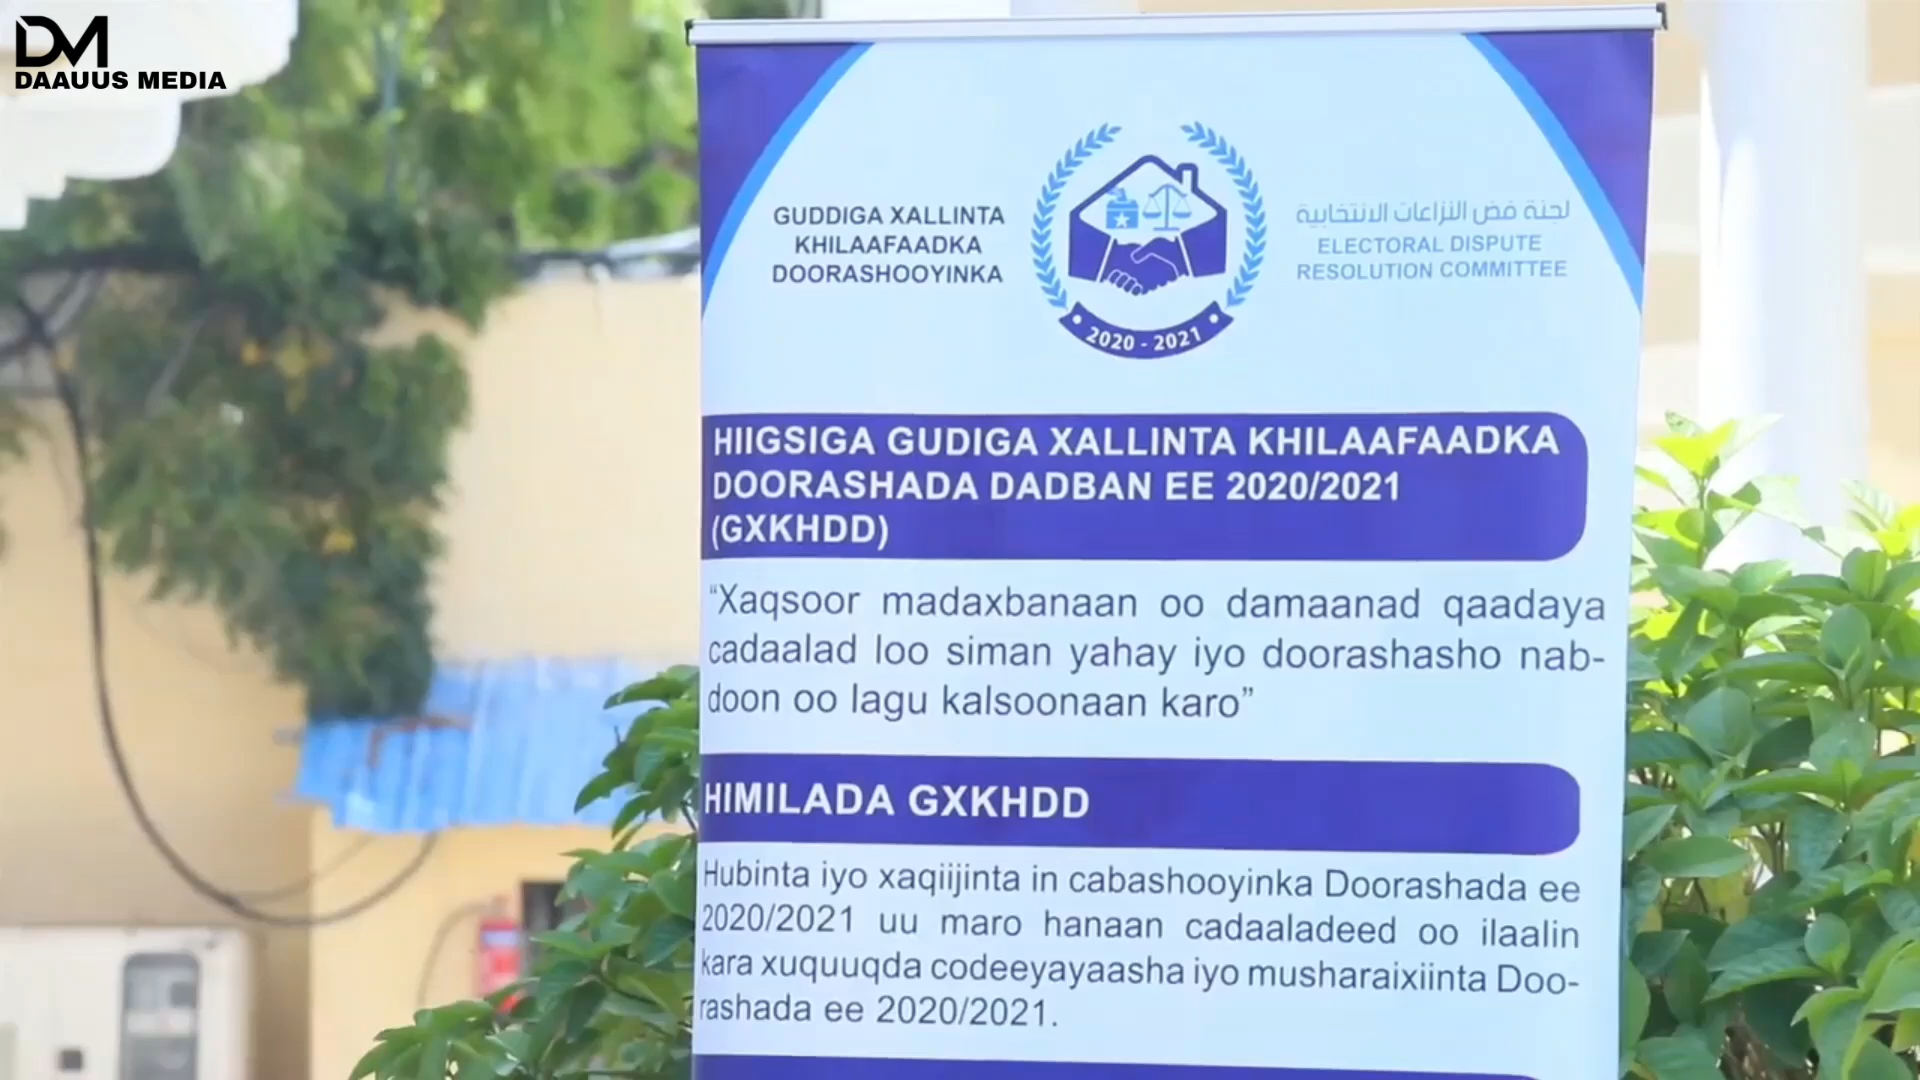 DM
DAAUUS MEDIA
GUDDIGA XALLINTA
KHILAAFAADKA
DOORASHOOYINKA
لجنة فض النزاعات الانتخابية
ELECTORAL DISPUTE
RESOLUTION COMMITTEE
2020 - 2021
HIIGSIGA GUDIGA XALLINTA KHILAAFAADKA
DOORASHADA DADBAN EE 2020/2021
(GXKHDD)
“Xaqsoor madaxbanaan oo damaanad qaadaya
cadaalad loo siman yahay iyo doorashasho nab-
doon oo lagu kalsoonaan karo”
HIMILADA GXKHDD
Hubinta iyo xaqiijinta in cabashooyinka Doorashada ee
2020/2021 uu maro hanaan cadaaladeed oo ilaalin
kara xuquuqda codeeyayaasha iyo musharaixiinta Doo-
rashada ee 2020/2021.